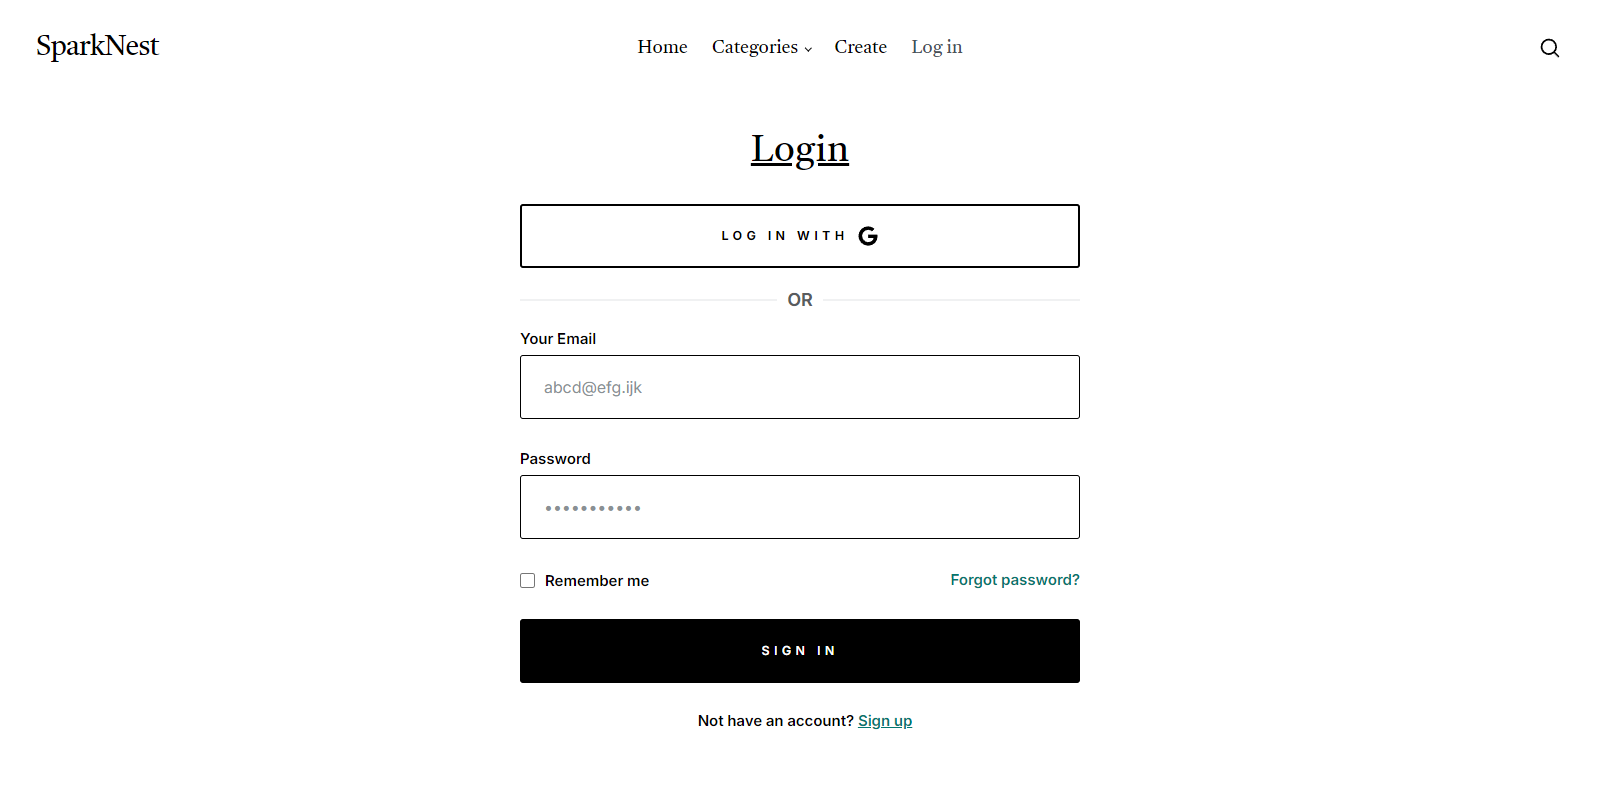 SparkNest
Home Categories Create Log in
Login
LOG IN WITH G
OR
Your Email
abcd@efg.ijk
Password
•••••••••••
Remember me
Forgot password?
SIGN IN
Not have an account? Sign up